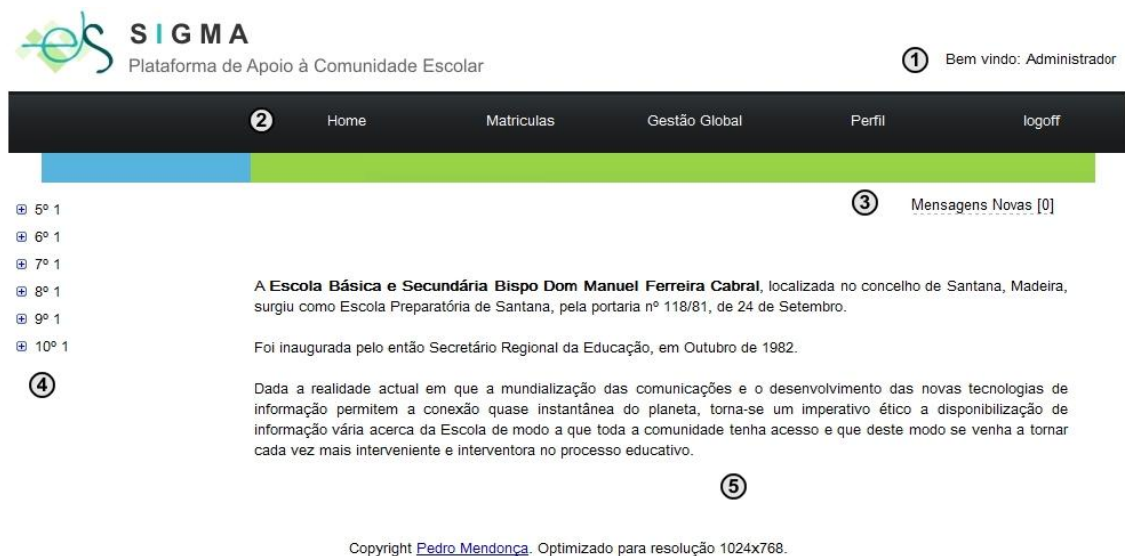 els
SIGMA
Plataforma de Apoio à Comunidade Escolar
1 Bem vindo: Administrador
2 Home Matriculas Gestão Global Perfil logoff
3 Mensagens Novas [0]
5º 1
6º 1
7º 1
8º 1
9º 1
10º 1
4
A Escola Básica e Secundária Bispo Dom Manuel Ferreira Cabral, localizada no concelho de Santana, Madeira,
surgiu como Escola Preparatória de Santana, pela portaria nº 118/81, de 24 de Setembro.
Foi inaugurada pelo então Secretário Regional da Educação, em Outubro de 1982.
Dada a realidade actual em que a mundialização das comunicações e o desenvolvimento das novas tecnologias de
informação permitem a conexão quase instantânea do planeta, torna-se um imperativo ético a disponibilização de
informação vária acerca da Escola de modo a que toda a comunidade tenha acesso e que deste modo se venha a tornar
cada vez mais interveniente e interventora no processo educativo.
5
Copyright Pedro Mendonça. Optimizado para resolução 1024x768.